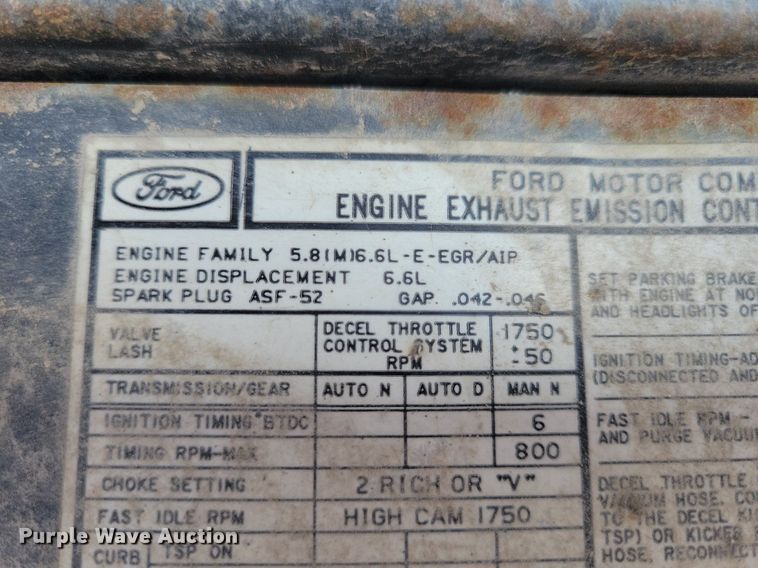 Ford
FORD MOTOR COM
ENGINE EXHAUST EMISSION CONT
ENGINE FAMILY 5.8(M)6.6L-E-EGR/AIP
ENGINE DISPLACEMENT 6.6L
SPARK PLUG ASF-52 GAP .042-.046
VALVE LASH DECEL THROTTLE CONTROL SYSTEM RPM 1750 ±50
TRANSMISSION/GEAR AUTO N AUTO D MAN N
IGNITION TIMING °BTDC 6
TIMING RPM-MAX 800
CHOKE SETTING 2 RICH OR "V"
FAST IDLE RPM HIGH CAM 1750
CURB TSP ON
SET PARKING BRAKE
WITH ENGINE AT NO
AND HEADLIGHTS OF
IGNITION TIMING-AD
(DISCONNECTED AND
FAST IDLE RPM -
AND PURGE VACUU
DECEL THROTTLE
VACUUM HOSE. CO
TO THE DECEL KI
TSP) OR KICKER
HOSE, RECONNECT
Purple Wave Auction